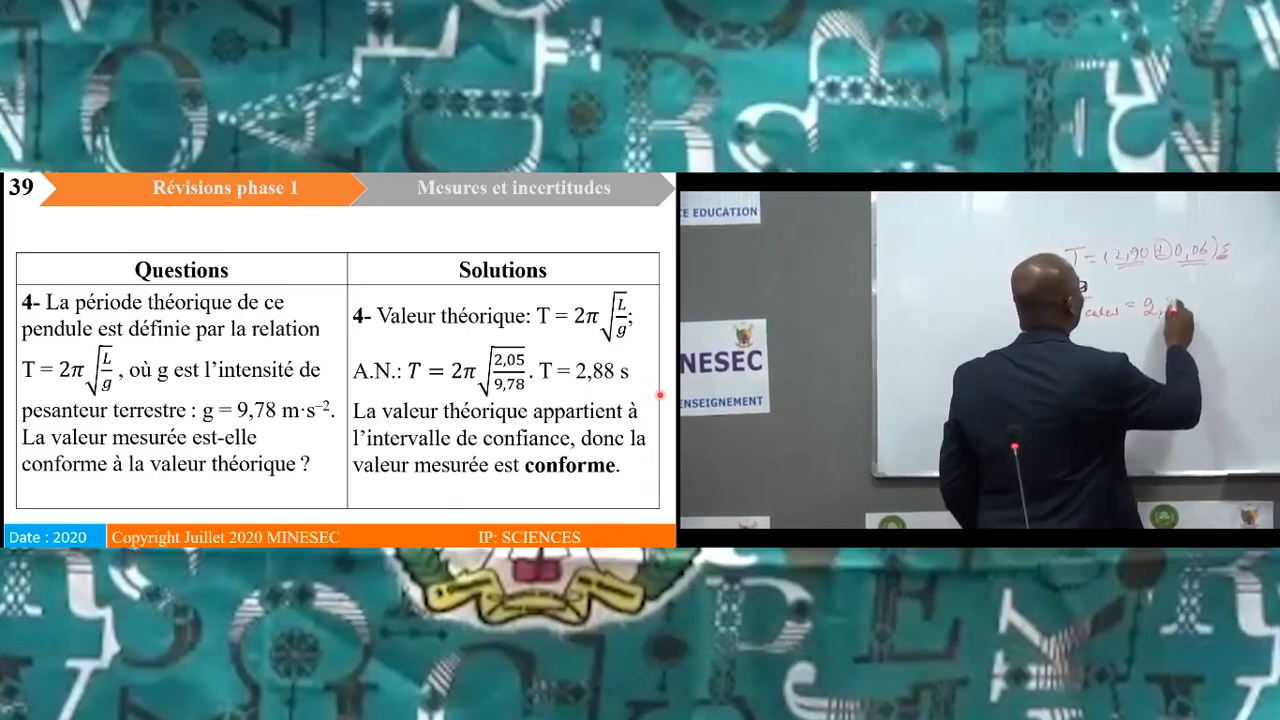 39
Révisions phase 1
Mesures et incertitudes
Questions
Solutions
4- La période théorique de ce
pendule est définie par la relation
T = 2π√(L/g), où g est l’intensité de
pesanteur terrestre : g = 9,78 m·s⁻².
La valeur mesurée est-elle
conforme à la valeur théorique ?
4- Valeur théorique: T = 2π √(L/g);
A.N.: T = 2π√(2,05/9,78). T = 2,88 s
La valeur théorique appartient à
l’intervalle de confiance, donc la
valeur mesurée est conforme.
Date : 2020
Copyright Juillet 2020 MINESEC
IP: SCIENCES
CE EDUCATION
NESEC
ENSEIGNEMENT
T = (2,90 ± 0,06) s
= 2,